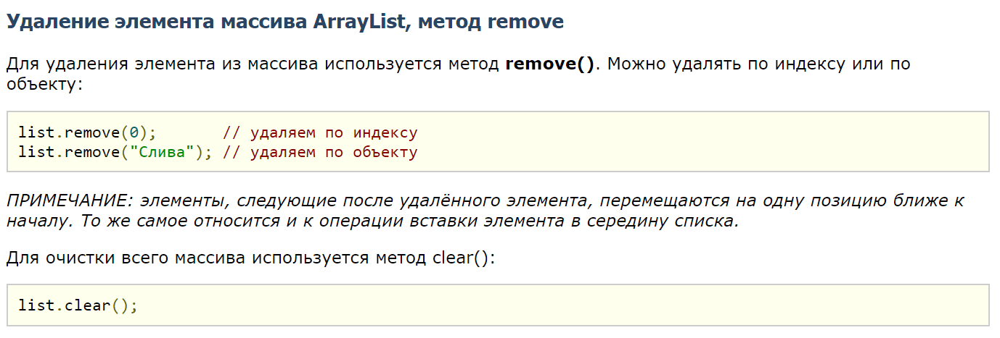 Удаление элемента массива ArrayList, метод remove
Для удаления элемента из массива используется метод remove(). Можно удалять по индексу или по
объекту:
list.remove(0);       // удаляем по индексу
list.remove("Слива"); // удаляем по объекту
ПРИМЕЧАНИЕ: элементы, следующие после удалённого элемента, перемещаются на одну позицию ближе к
началу. То же самое относится и к операции вставки элемента в середину списка.
Для очистки всего массива используется метод clear():
list.clear();